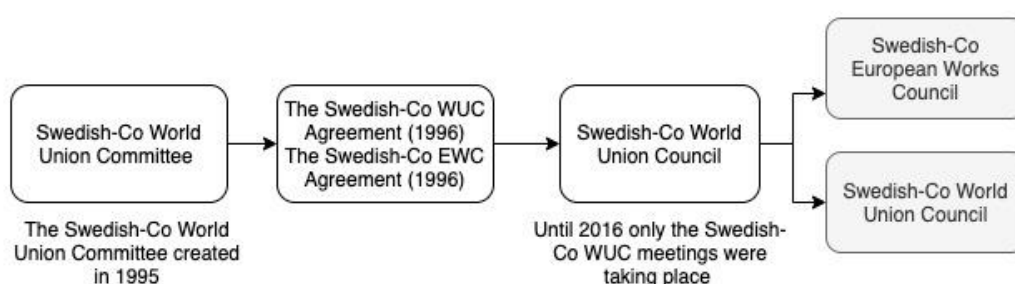 Swedish-Co World
Union Committee
The Swedish-Co World
Union Committee created
in 1995
The Swedish-Co WUC
Agreement (1996)
The Swedish-Co EWC
Agreement (1996)
Swedish-Co World
Union Council
Until 2016 only the Swedish-
Co WUC meetings were
taking place
Swedish-Co
European Works
Council
Swedish-Co World
Union Council